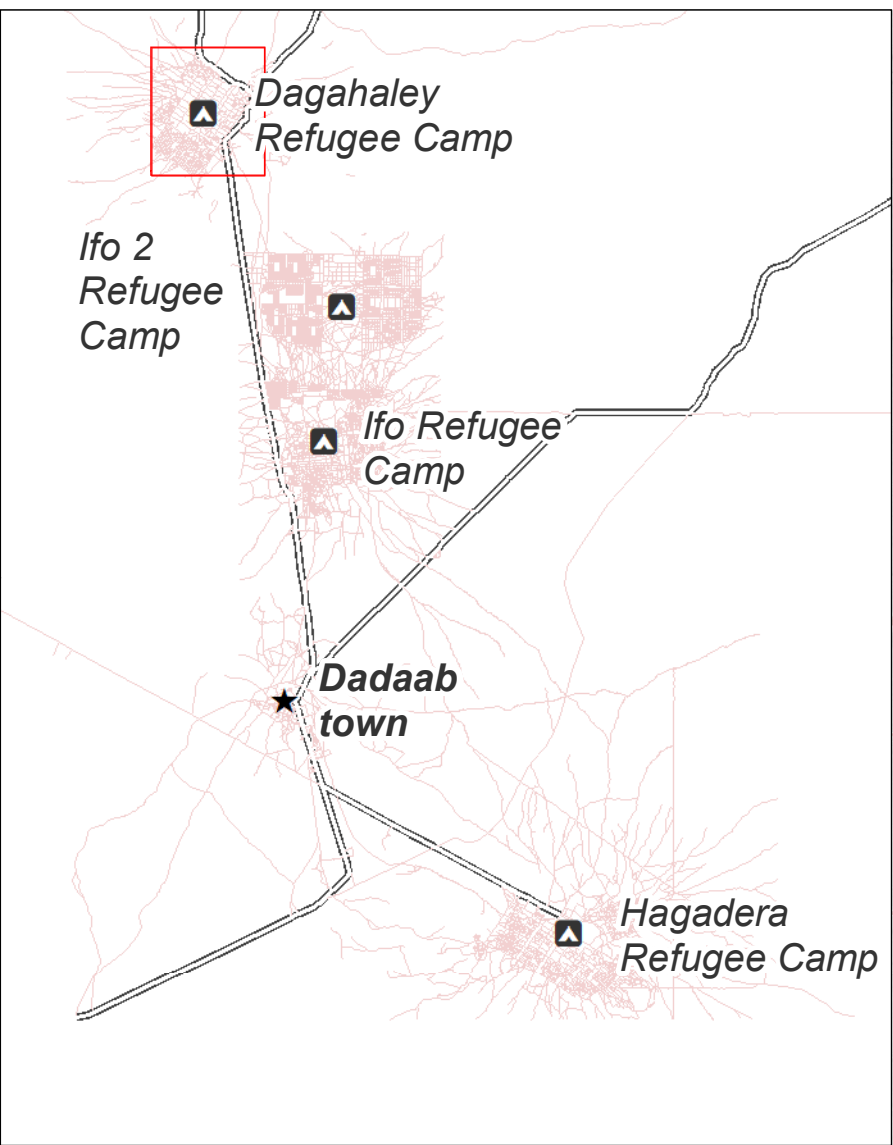 Dagahaley
Refugee Camp
Ifo 2
Refugee
Camp
Ifo Refugee
Camp
Dadaab
town
Hagadera
Refugee Camp